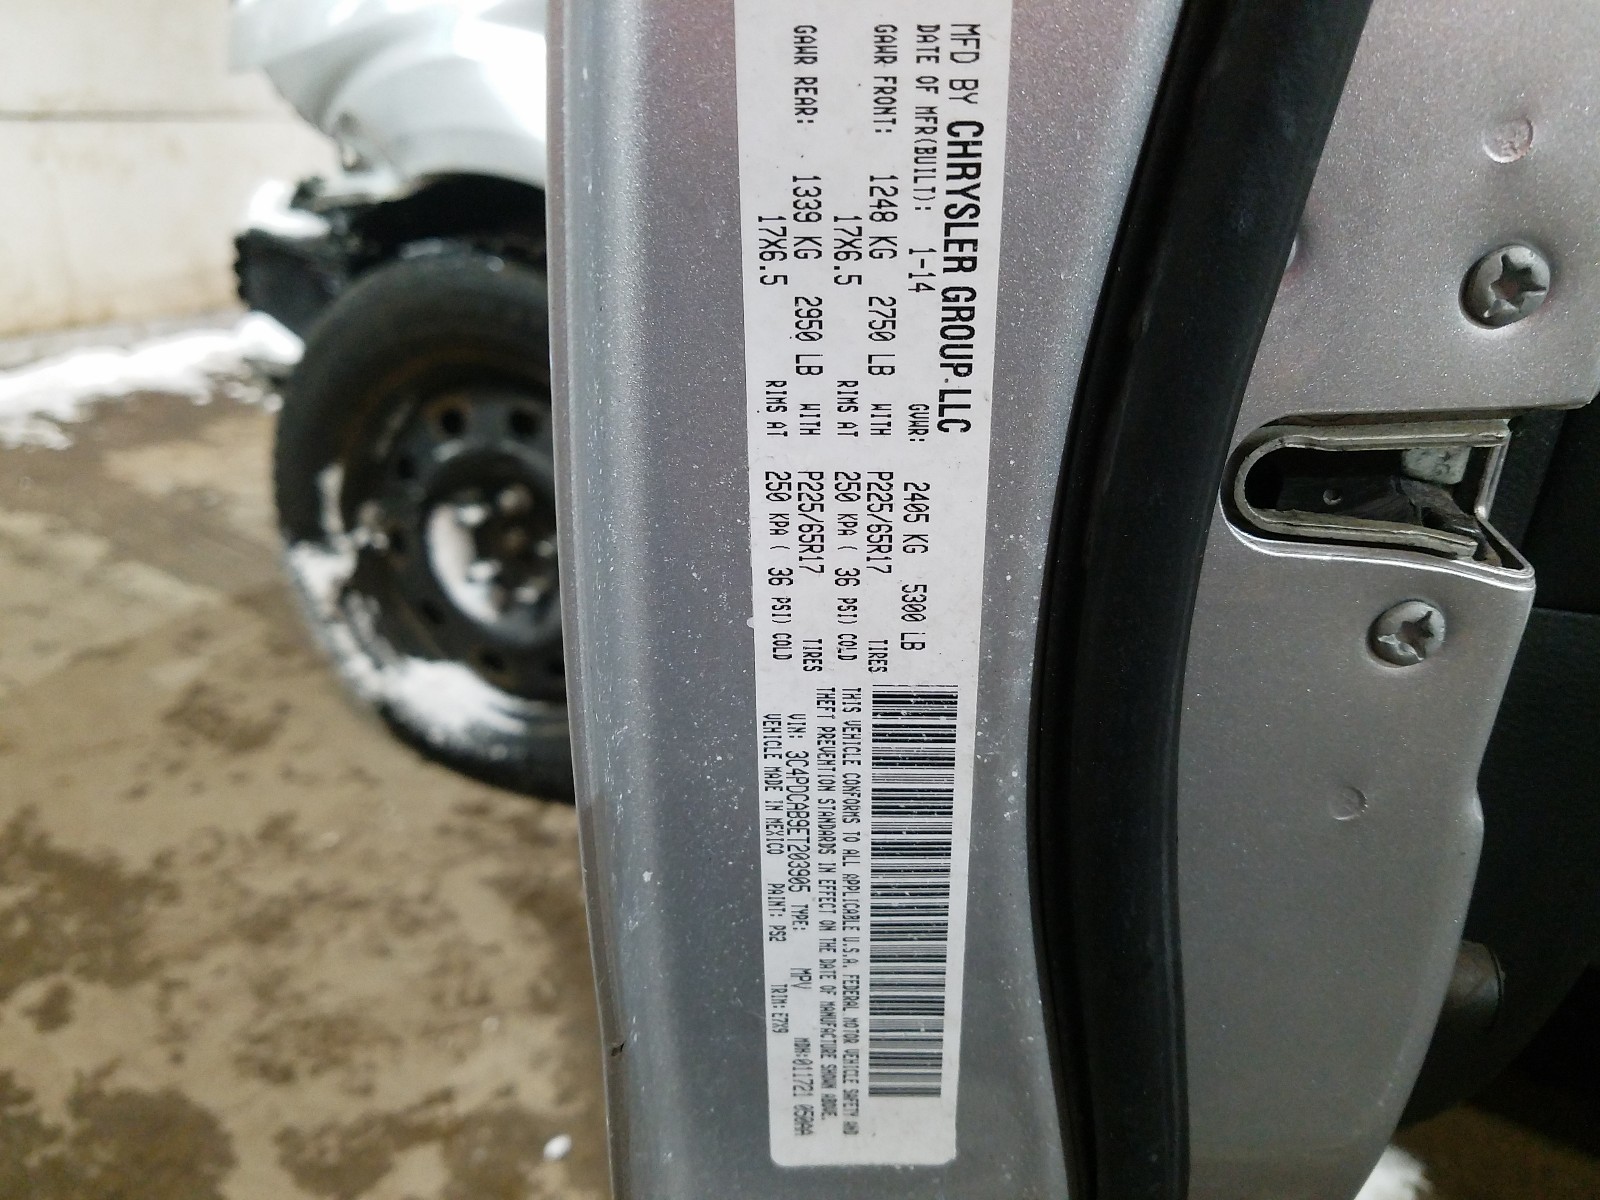 MFD BY CHRYSLER GROUP LLC
DATE OF MFR(BUILT): 1-14 GVWR: 2405 KG 5300 LB
GAWR FRONT: 1248 KG 2750 LB WITH P225/65R17 TIRES
17X6.5 RIMS AT 250 KPA ( 36 PSI) COLD
GAWR REAR: 1339 KG 2950 LB WITH P225/65R17 TIRES
17X6.5 RIMS AT 250 KPA ( 36 PSI) COLD
THIS VEHICLE CONFORMS TO ALL APPLICABLE U.S.A. FEDERAL MOTOR VEHICLE SAFETY AND
THEFT PREVENTION STANDARDS IN EFFECT ON THE DATE OF MANUFACTURE SHOWN ABOVE.
VIN: 3C4PDCAB9ET203905 TYPE: MPV MDH:011721 050AA
VEHICLE MADE IN MEXICO PAINT: PS2 TRIM: E7X9